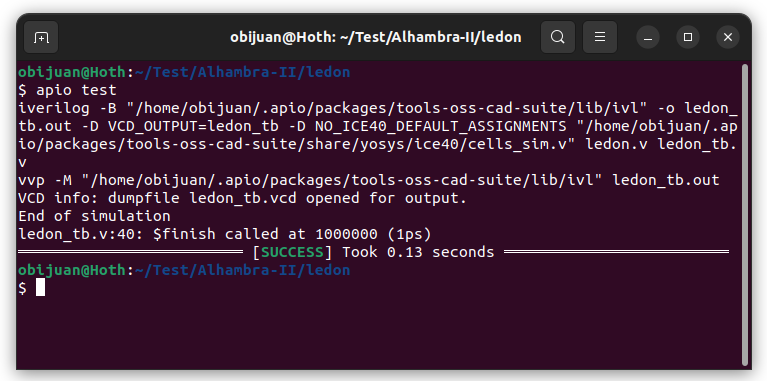 obijuan@Hoth: ~/Test/Alhambra-II/ledon
obijuan@Hoth:~/Test/Alhambra-II/ledon
$ apio test
iverilog -B "/home/obijuan/.apio/packages/tools-oss-cad-suite/lib/ivl" -o ledon_
tb.out -D VCD_OUTPUT=ledon_tb -D NO_ICE40_DEFAULT_ASSIGNMENTS "/home/obijuan/.ap
io/packages/tools-oss-cad-suite/share/yosys/ice40/cells_sim.v" ledon.v ledon_tb.
v
vvp -M "/home/obijuan/.apio/packages/tools-oss-cad-suite/lib/ivl" ledon_tb.out
VCD info: dumpfile ledon_tb.vcd opened for output.
End of simulation
ledon_tb.v:40: $finish called at 1000000 (1ps)
[SUCCESS] Took 0.13 seconds
obijuan@Hoth:~/Test/Alhambra-II/ledon
$